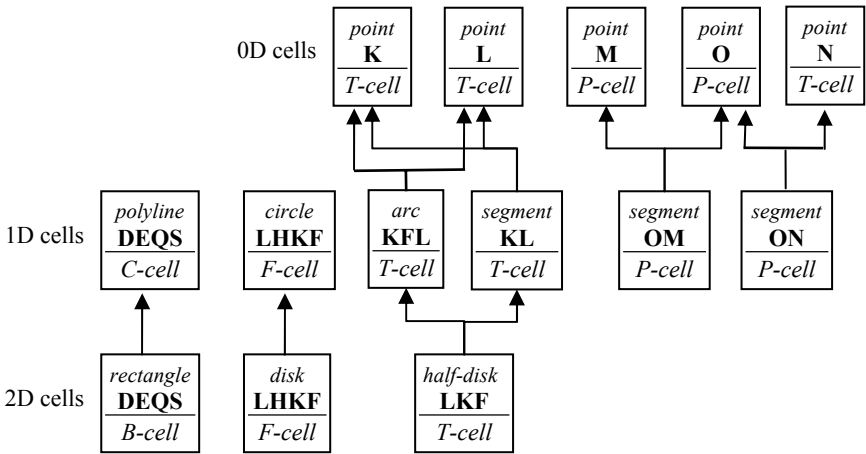 0D cells
point
K
T-cell
point
L
T-cell
point
M
P-cell
point
O
P-cell
point
N
T-cell
1D cells
polyline
DEQS
C-cell
circle
LHKF
F-cell
arc
KFL
T-cell
segment
KL
T-cell
segment
OM
P-cell
segment
ON
P-cell
2D cells
rectangle
DEQS
B-cell
disk
LHKF
F-cell
half-disk
LKF
T-cell